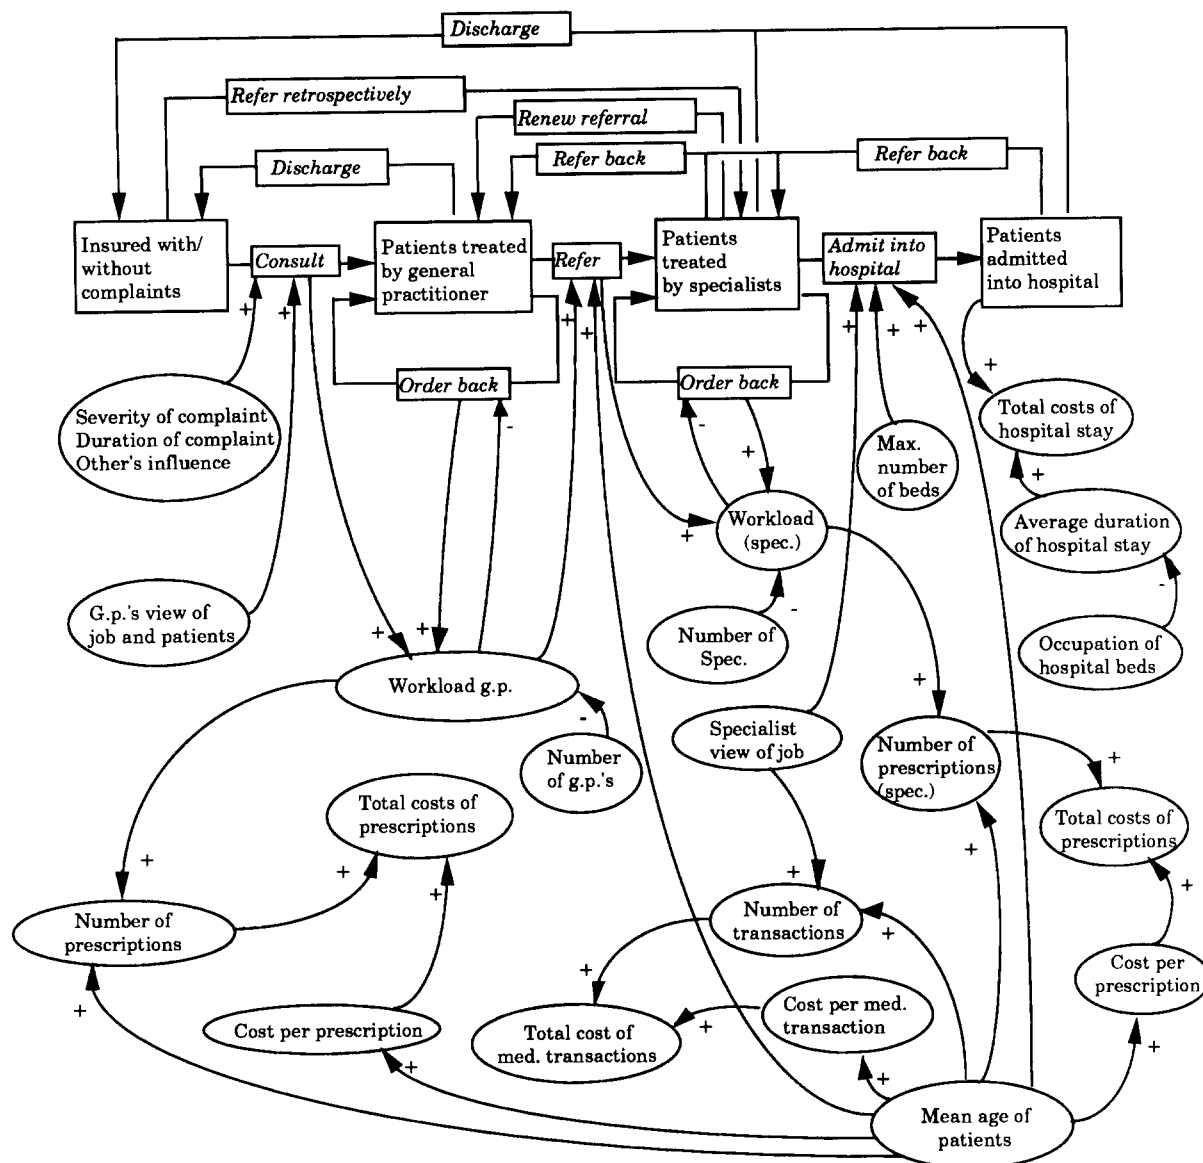 Discharge
Refer retrospectively
Renew referral
Discharge
Refer back
Refer back
Insured with/
without
complaints
Consult
Patients treated
by general
practitioner
Refer
Patients
treated
by specialists
Admit into
hospital
Patients
admitted
into hospital
+
+
+
+
+
+
+
+
Order back
Order back
-
-
+
Severity of complaint
Duration of complaint
Other's influence
Total costs of
hospital stay
Max.
number
of beds
+
Workload
(spec.)
+
Average duration
of hospital stay
-
G.p.'s view of
job and patients
Number of
Spec.
-
Occupation of
hospital beds
+
+
Workload g.p.
+
-
Specialist
view of job
Number of
prescriptions
(spec.)
Number
of g.p.'s
+
Total costs of
prescriptions
Total costs of
prescriptions
+
+
+
+
+
+
Number of
prescriptions
Number of
transactions
+
Cost per
prescription
+
+
Cost per prescription
Total cost of
med. transactions
+
Cost per med.
transaction
+
+
+
Mean age of
patients